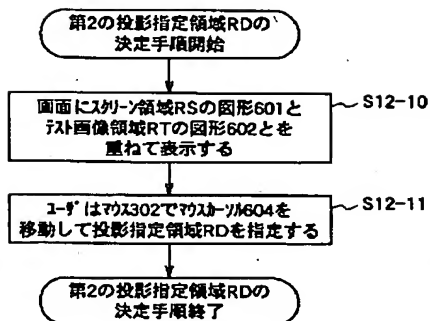 第2の投影指定領域RDの
決定手順開始
画面にスクリーン領域RSの図形601と
テスト画像領域RTの図形602とを
重ねて表示する
S12-10
ユーザはマウス302でマウスカーソル604を
移動して投影指定領域RDを指定する
S12-11
第2の投影指定領域RDの
決定手順終了